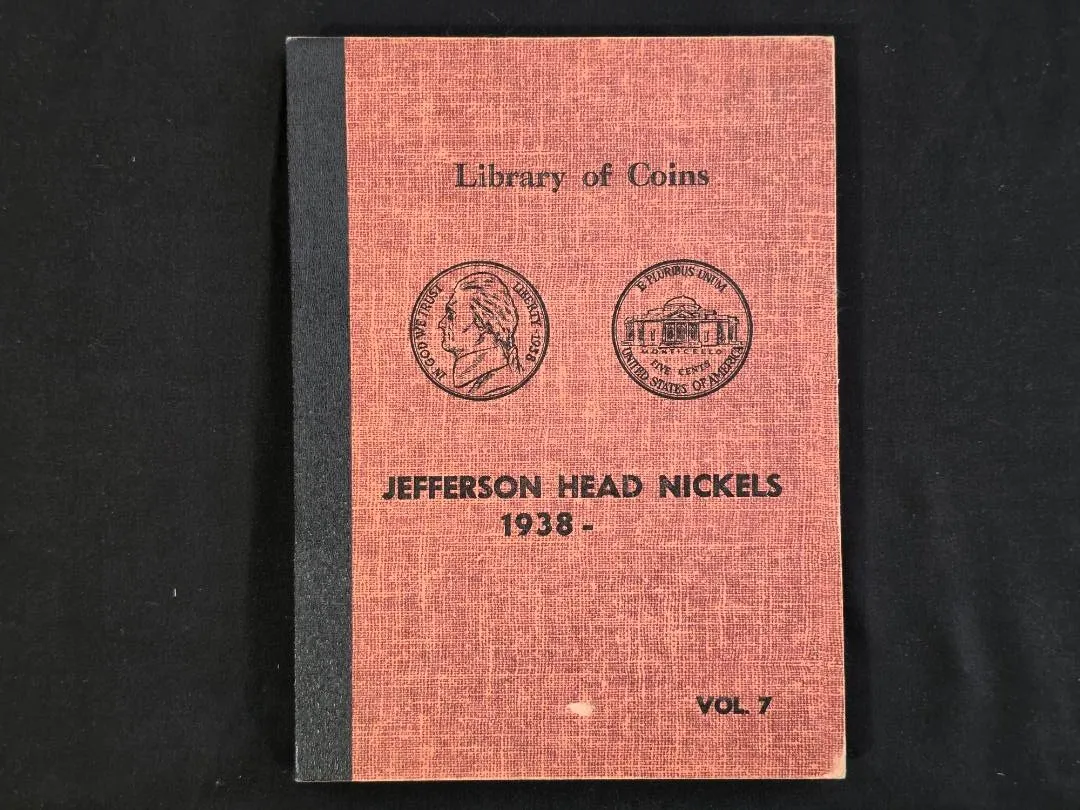 Library of Coins
IN GOD WE TRUST
LIBERTY · 1938
E PLURIBUS UNUM
MONTICELLO
FIVE CENTS
UNITED STATES OF AMERICA
JEFFERSON HEAD NICKELS
1938 -
VOL. 7